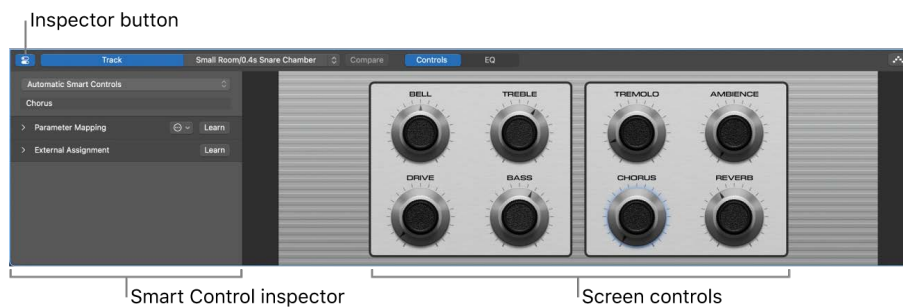 Inspector button
Track
Small Room/0.4s Snare Chamber
Compare
Controls
EQ
Automatic Smart Controls
Chorus
Parameter Mapping
Learn
External Assignment
Learn
BELL
TREBLE
TREMOLO
AMBIENCE
DRIVE
BASS
CHORUS
REVERB
Smart Control inspector
Screen controls